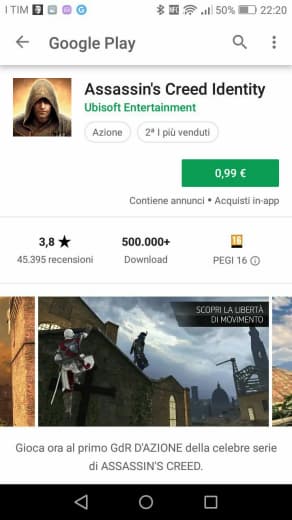 I TIM 50% 22:20
Google Play
Assassin's Creed Identity
Ubisoft Entertainment
Azione 2ª I più venduti
0,99 €
Contiene annunci • Acquisti in-app
3,8 ★ 500.000+ 16
45.395 recensioni Download PEGI 16
SCOPRI LA LIBERTÀ
DI MOVIMENTO
Gioca ora al primo GdR D'AZIONE della celebre serie
di ASSASSIN'S CREED.